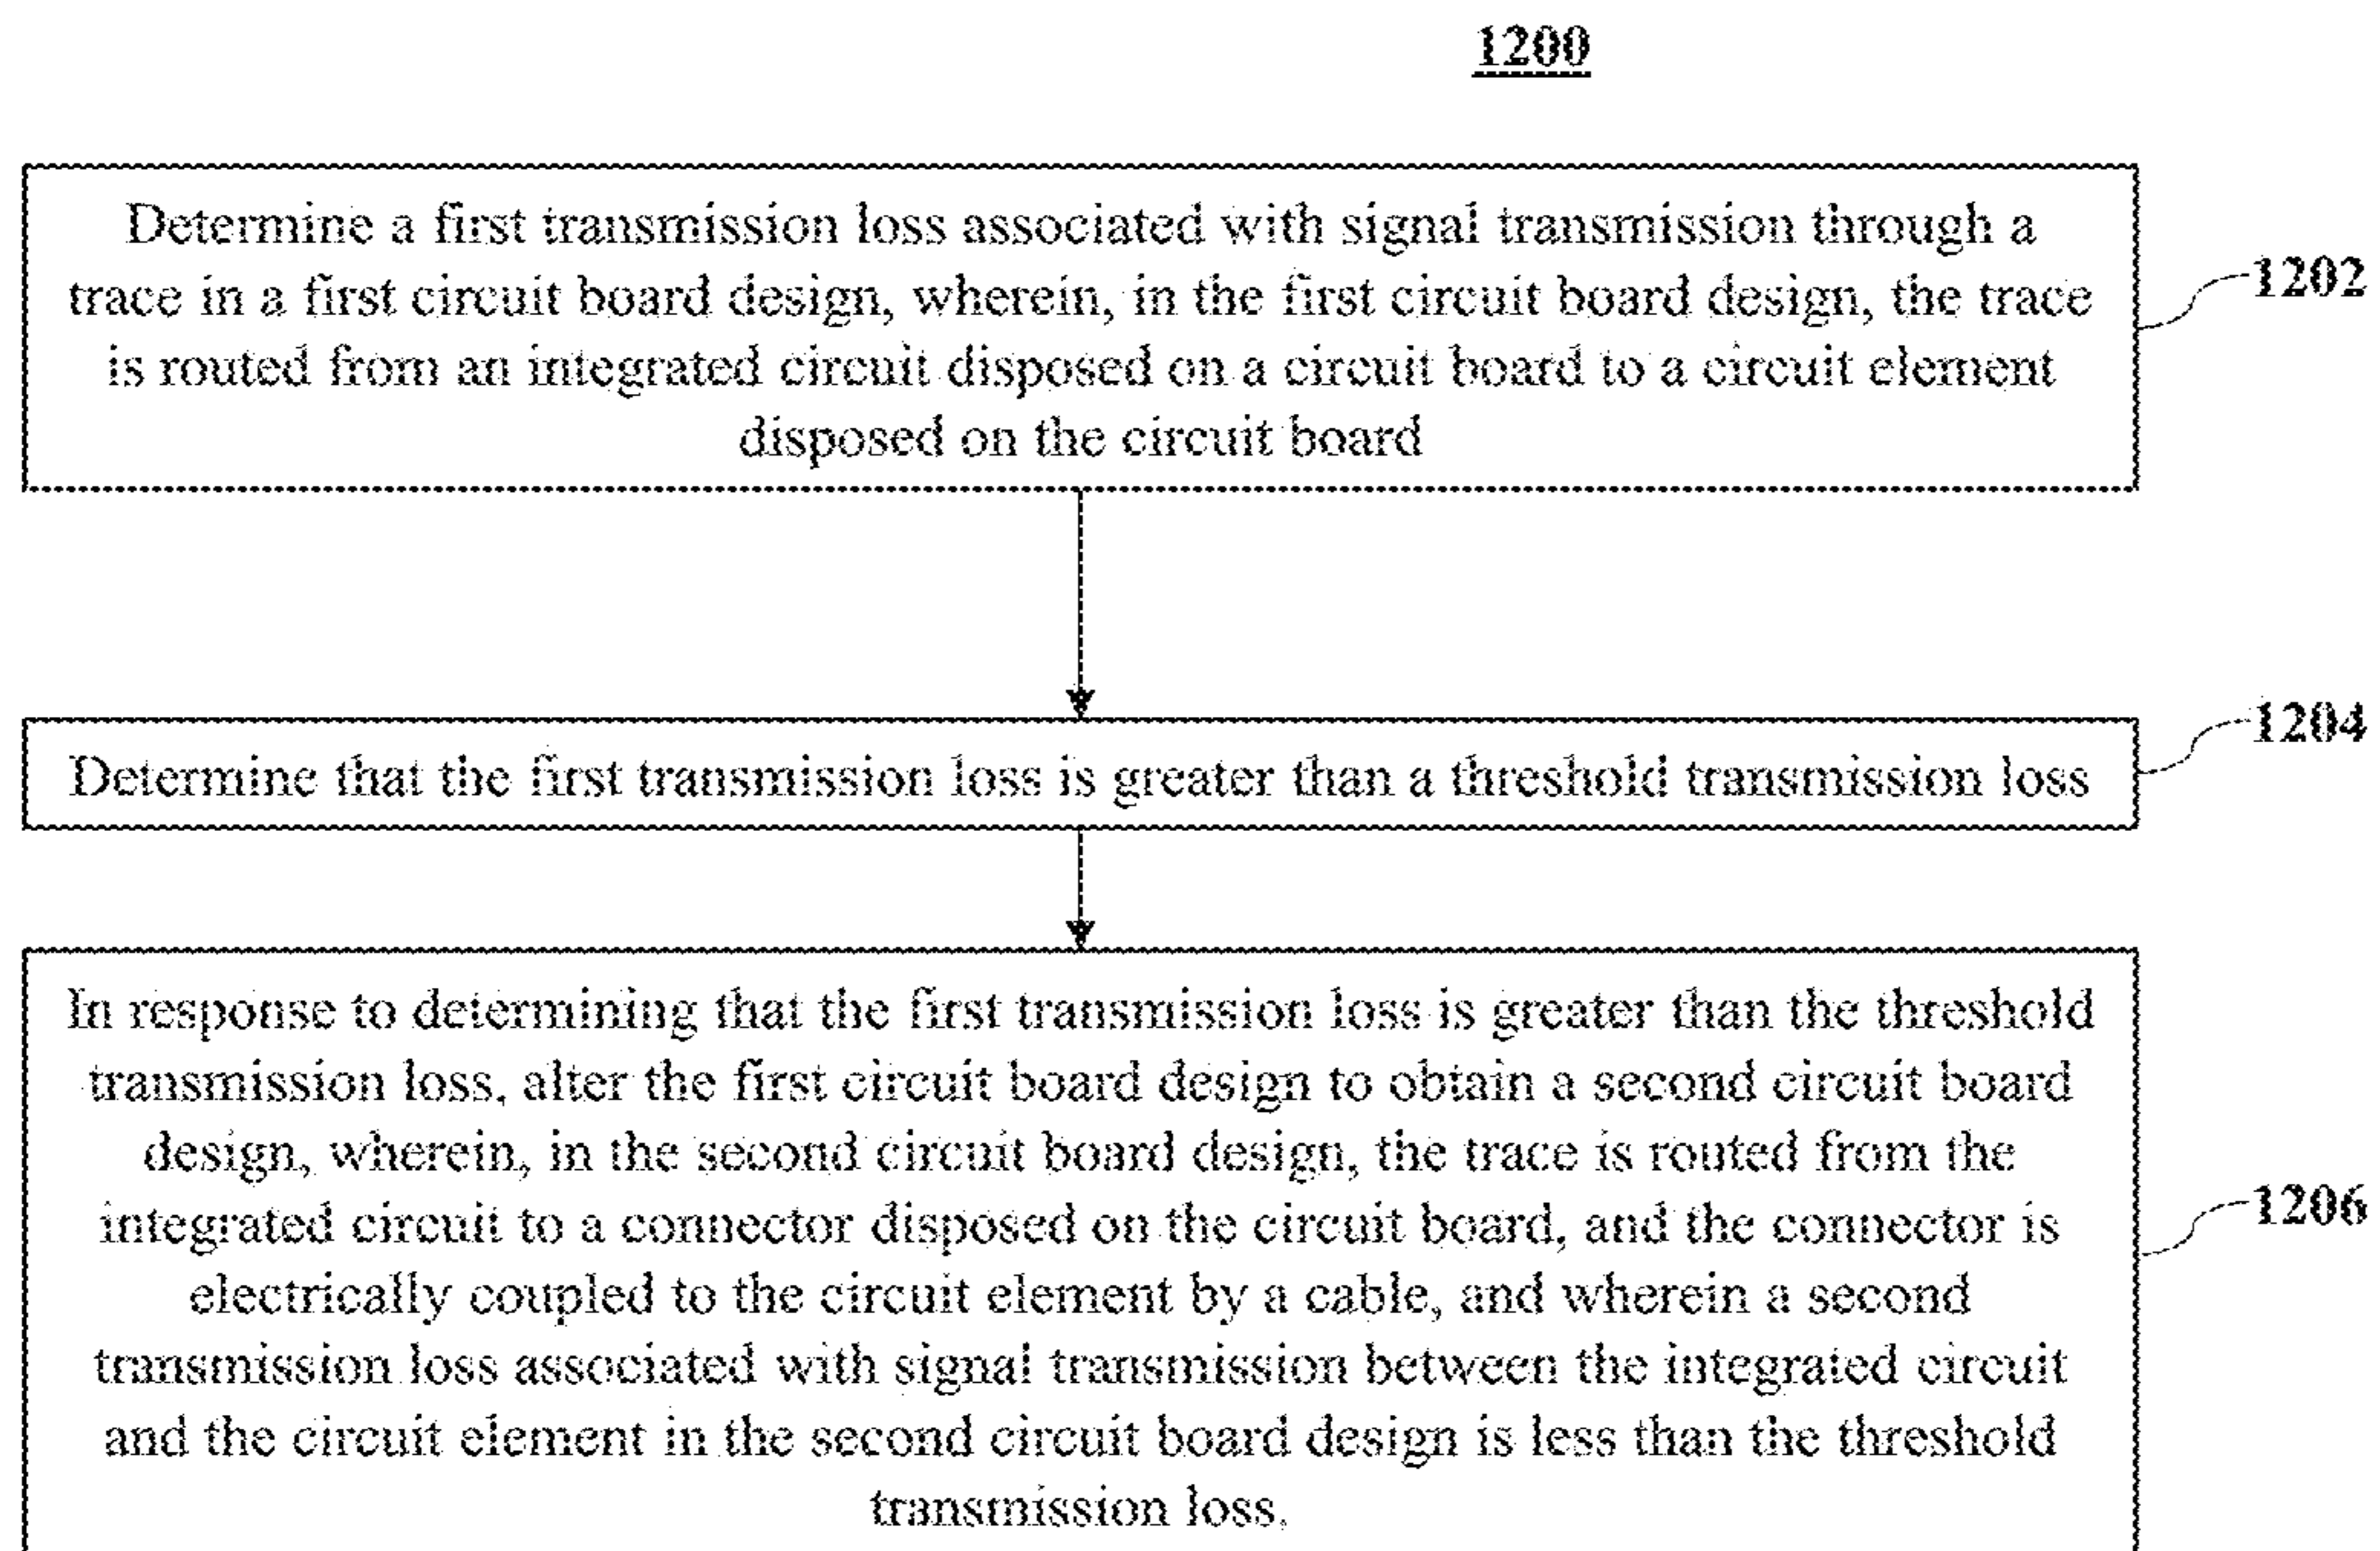 1200
Determine a first transmission loss associated with signal transmission through a
trace in a first circuit board design, wherein, in the first circuit board design, the trace
is routed from an integrated circuit disposed on a circuit board to a circuit element
disposed on the circuit board
1202
Determine that the first transmission loss is greater than a threshold transmission loss
1204
In response to determining that the first transmission loss is greater than the threshold
transmission loss, alter the first circuit board design to obtain a second circuit board
design, wherein, in the second circuit board design, the trace is routed from the
integrated circuit to a connector disposed on the circuit board, and the connector is
electrically coupled to the circuit element by a cable, and wherein a second
transmission loss associated with signal transmission between the integrated circuit
and the circuit element in the second circuit board design is less than the threshold
transmission loss.
1206